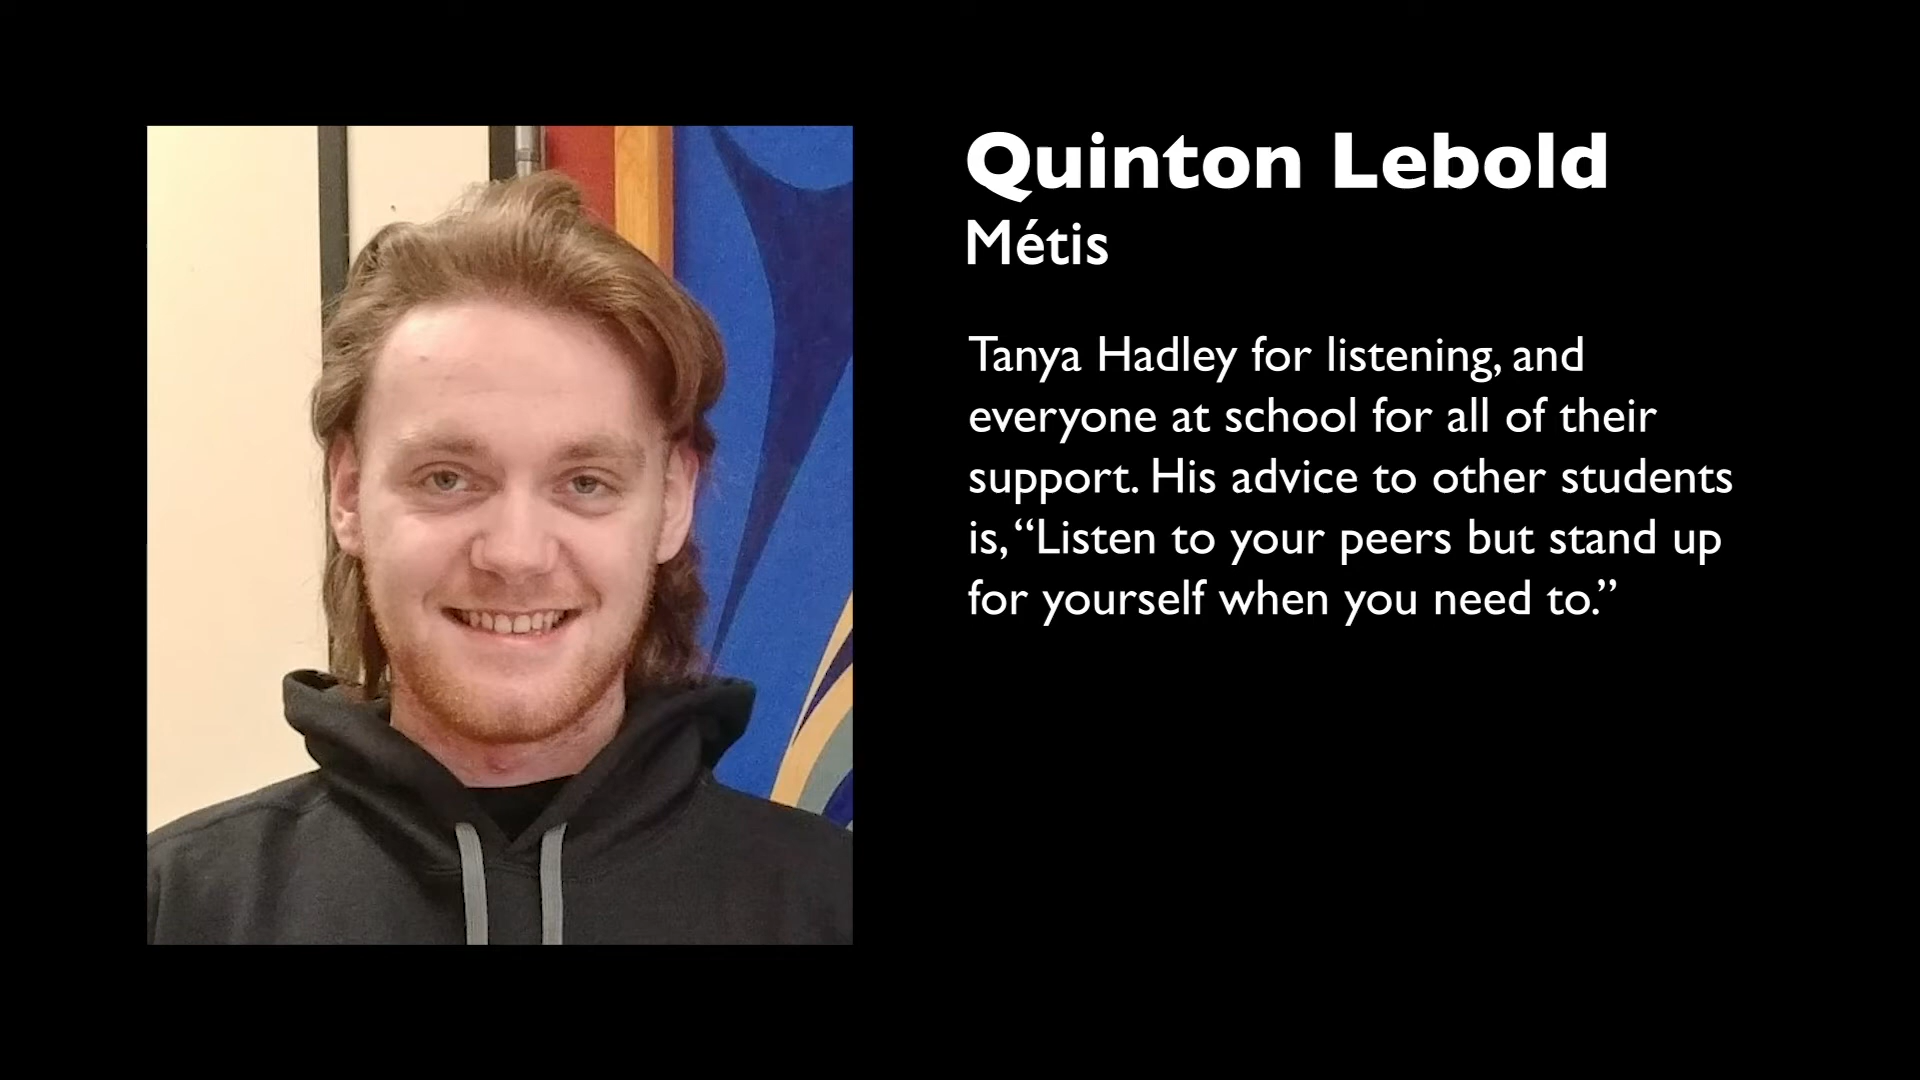 Quinton Lebold
Métis
Tanya Hadley for listening, and
everyone at school for all of their
support. His advice to other students
is, “Listen to your peers but stand up
for yourself when you need to.”